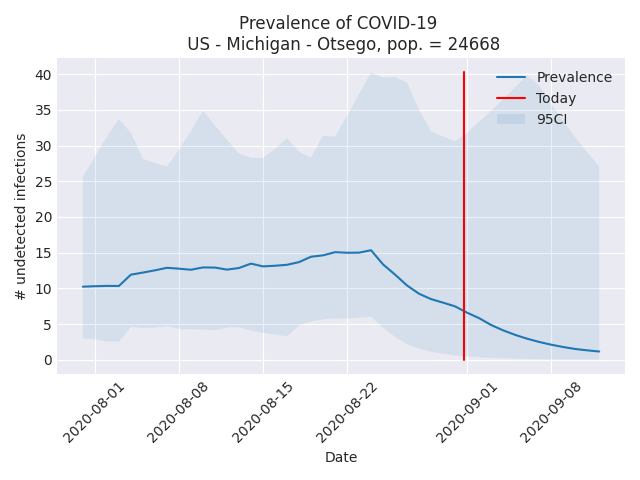 Prevalence of COVID-19
US - Michigan - Otsego, pop. = 24668
# undetected infections
40
35
30
25
20
15
10
5
0
Prevalence
Today
95CI
2020-08-01
2020-08-08
2020-08-15
2020-08-22
2020-09-01
2020-09-08
Date